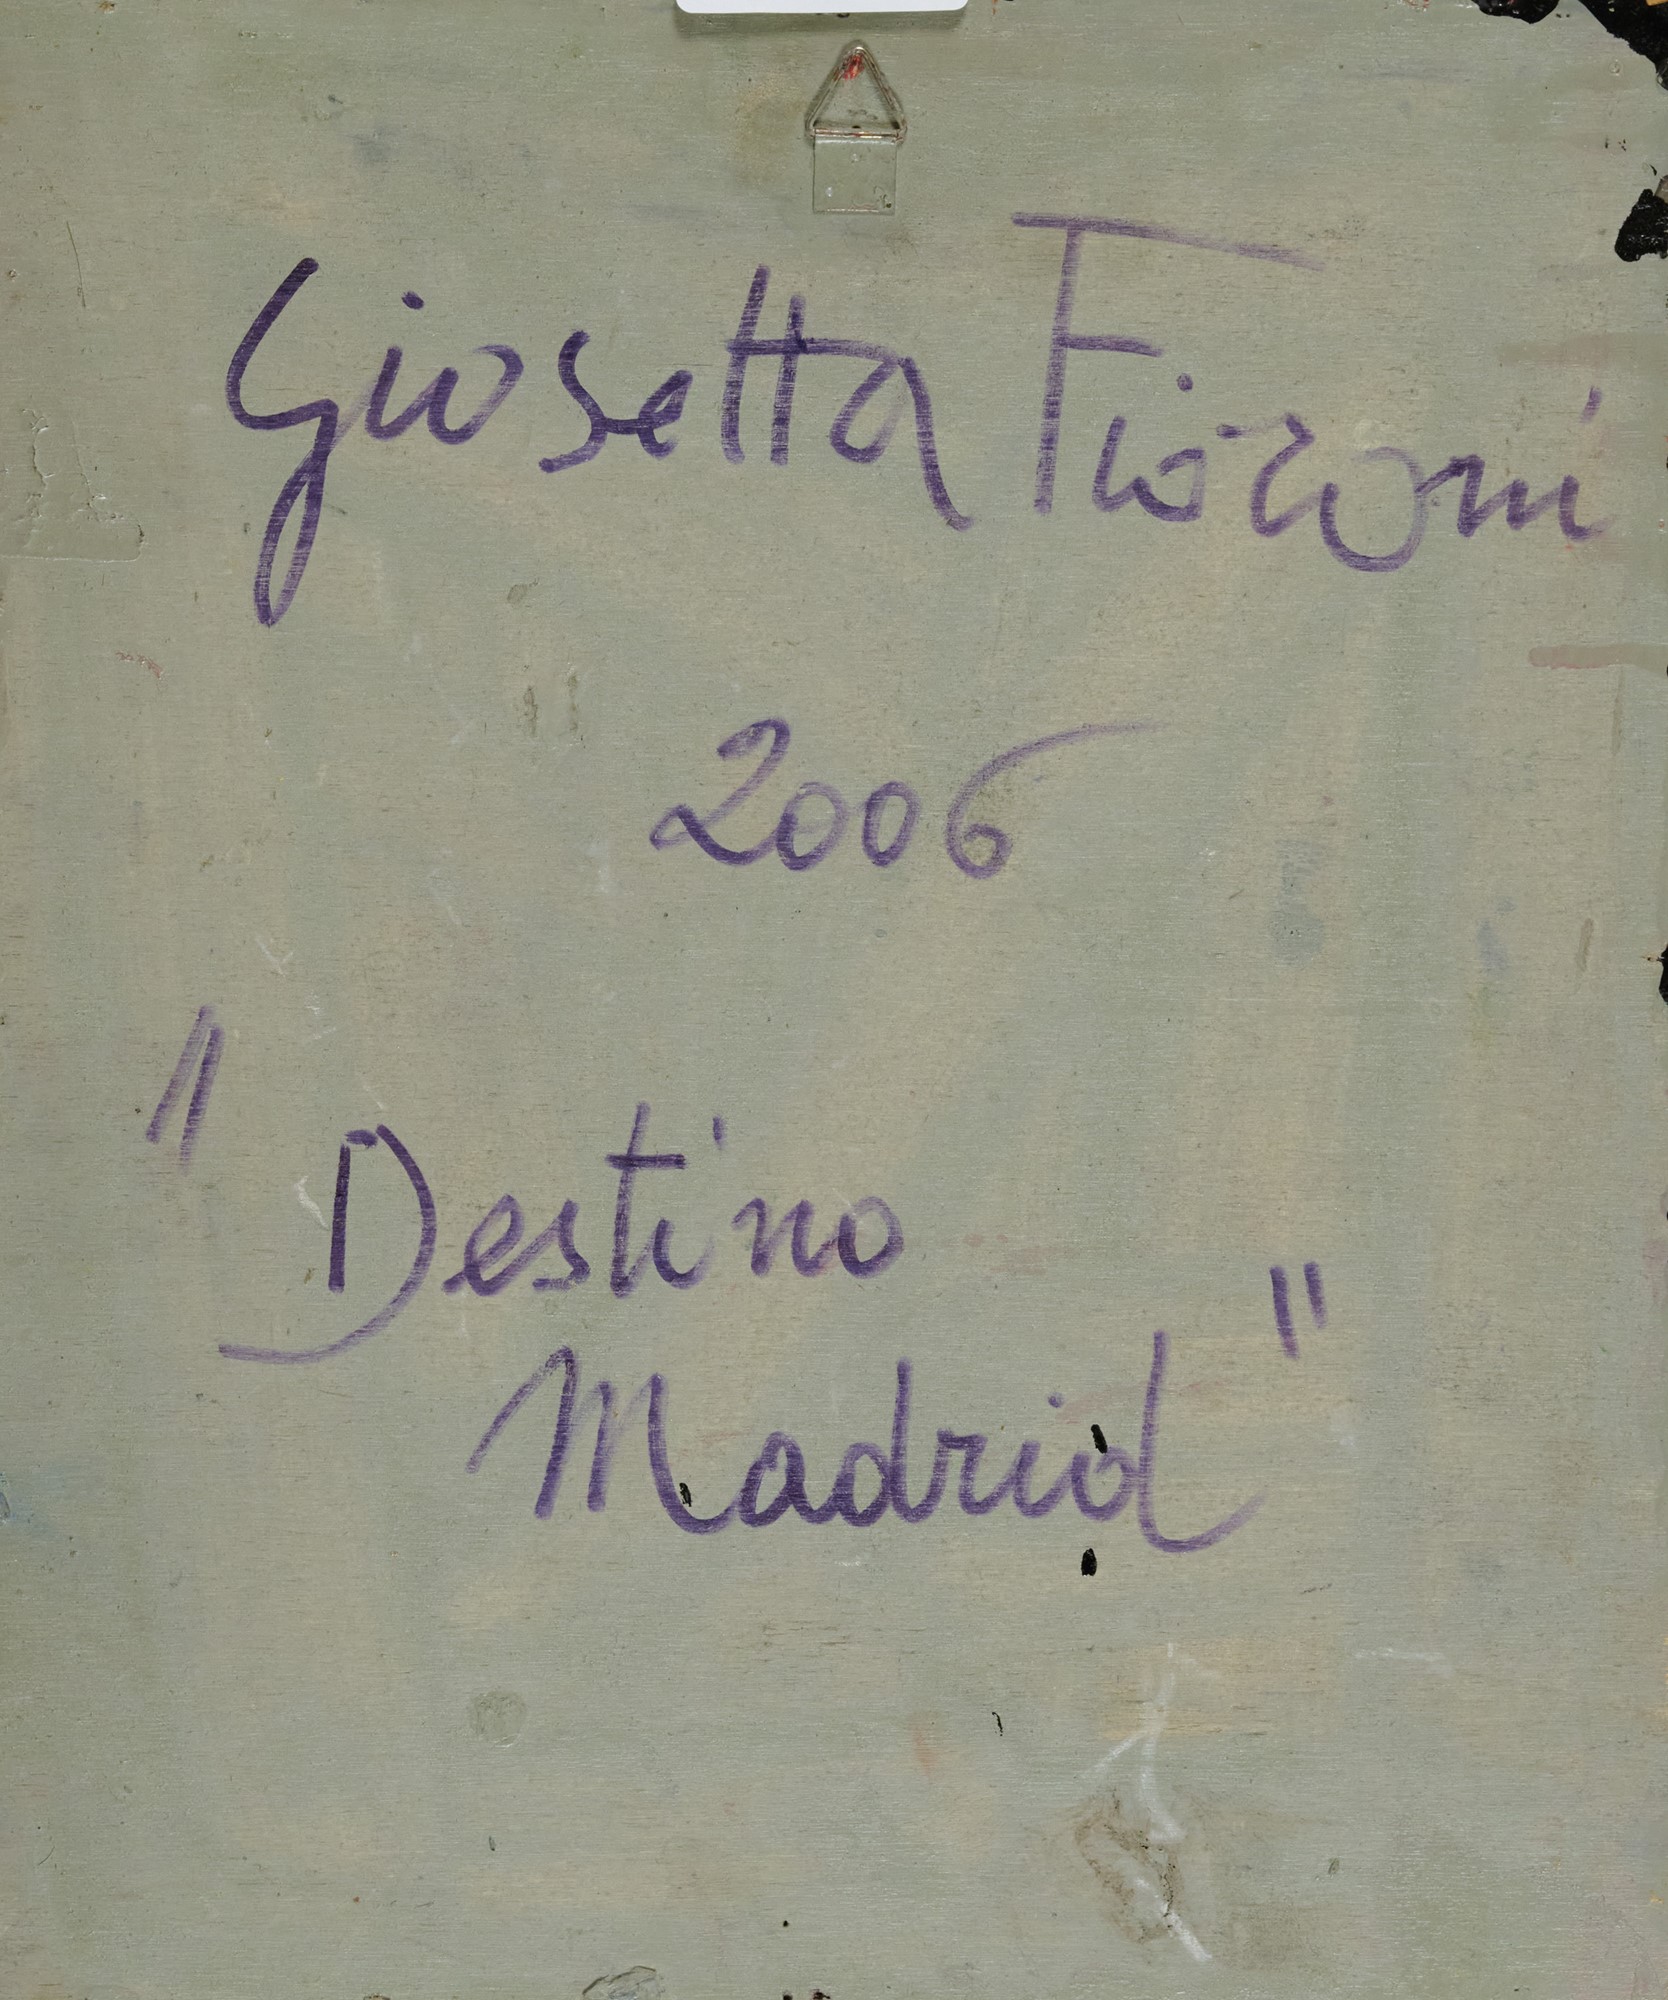 Giosetta Fioroni
2006
"Destino
Madrid"